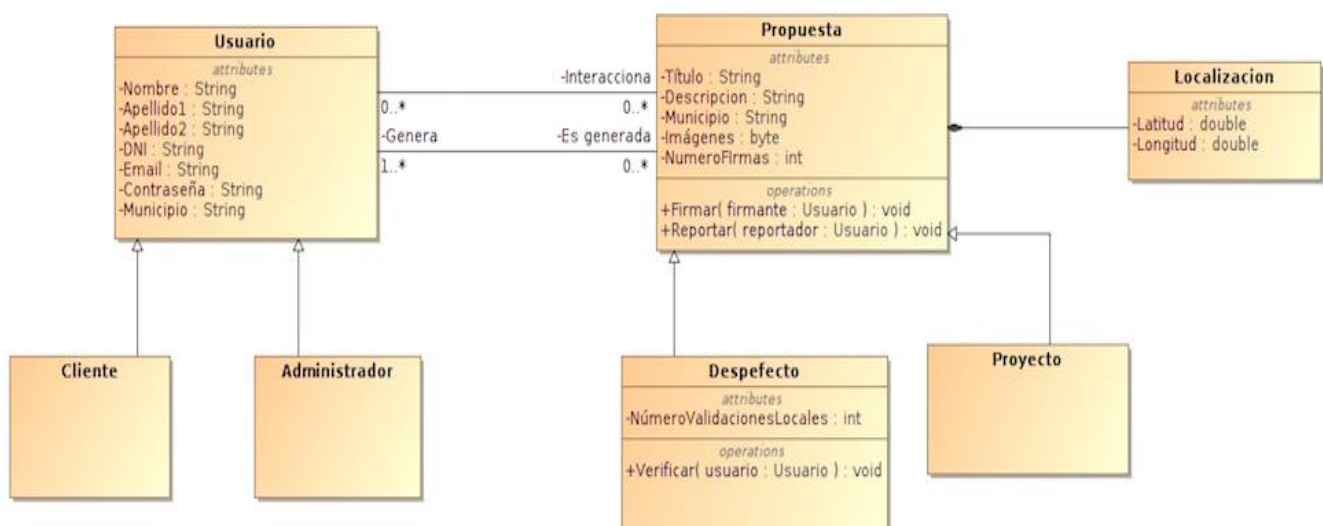 Usuario
attributes
-Nombre : String
-Apellido1 : String
-Apellido2 : String
-DNI : String
-Email : String
-Contraseña : String
-Municipio : String
-Interacciona
0..*
0..*
-Genera
-Es generada
1..*
0..*
Propuesta
attributes
-Título : String
-Descripcion : String
-Municipio : String
-Imágenes : byte
-NumeroFIrmas : int
operations
+Firmar( firmante : Usuario ) : void
+Reportar( reportador : Usuario ) : void
Localizacion
attributes
-Latitud : double
-Longitud : double
Cliente
Administrador
Despefecto
attributes
-NúmeroValidacionesLocales : int
operations
+Verificar( usuario : Usuario ) : void
Proyecto